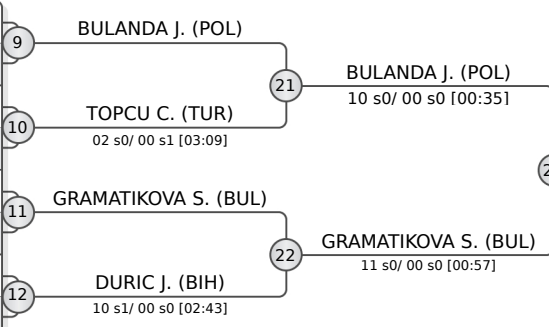 9
BULANDA J. (POL)
21
BULANDA J. (POL)
10 s0/ 00 s0 [00:35]
10
TOPCU C. (TUR)
02 s0/ 00 s1 [03:09]
11
GRAMATIKOVA S. (BUL)
22
GRAMATIKOVA S. (BUL)
11 s0/ 00 s0 [00:57]
12
DURIC J. (BIH)
10 s1/ 00 s0 [02:43]